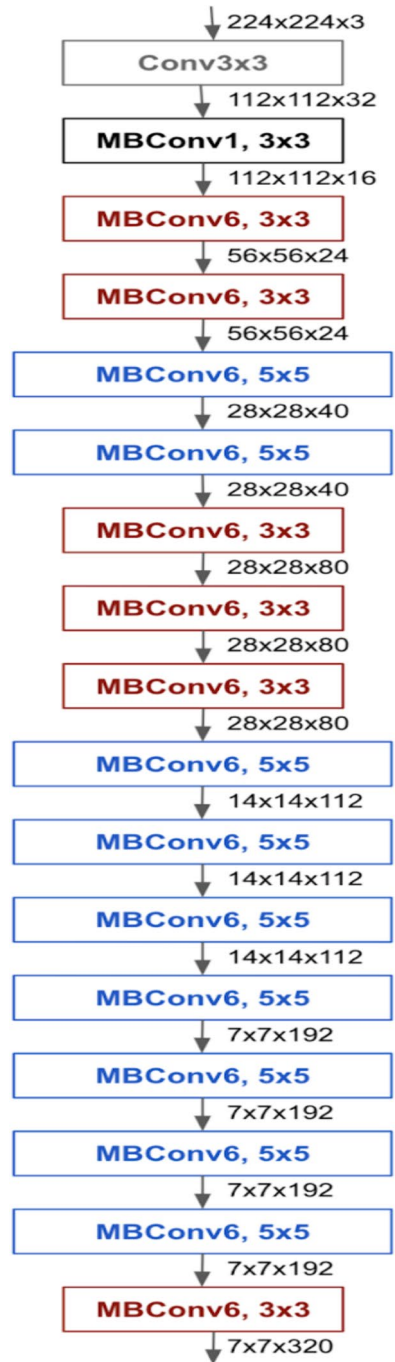 224x224x3
Conv3x3
112x112x32
MBConv1, 3x3
112x112x16
MBConv6, 3x3
56x56x24
MBConv6, 3x3
56x56x24
MBConv6, 5x5
28x28x40
MBConv6, 5x5
28x28x40
MBConv6, 3x3
28x28x80
MBConv6, 3x3
28x28x80
MBConv6, 3x3
28x28x80
MBConv6, 5x5
14x14x112
MBConv6, 5x5
14x14x112
MBConv6, 5x5
14x14x112
MBConv6, 5x5
7x7x192
MBConv6, 5x5
7x7x192
MBConv6, 5x5
7x7x192
MBConv6, 5x5
7x7x192
MBConv6, 3x3
7x7x320